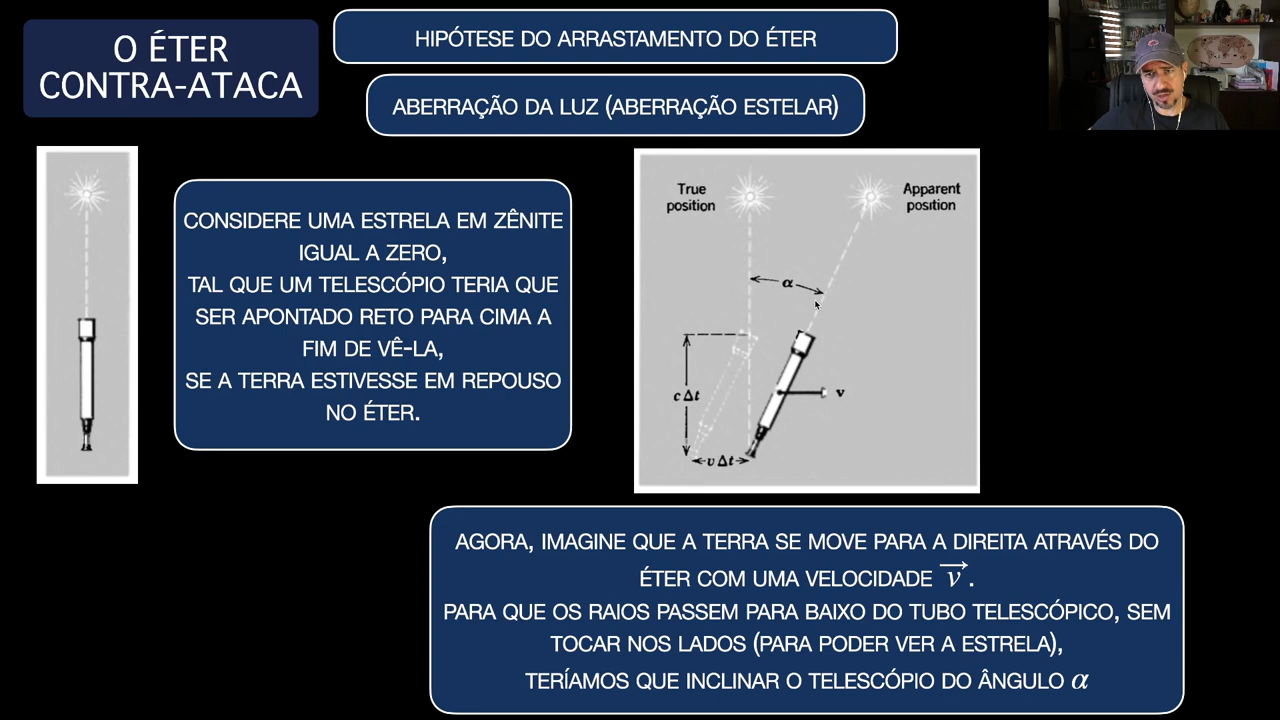 O ÉTER
CONTRA-ATACA
HIPÓTESE DO ARRASTAMENTO DO ÉTER
ABERRAÇÃO DA LUZ (ABERRAÇÃO ESTELAR)
CONSIDERE UMA ESTRELA EM ZÊNITE
IGUAL A ZERO,
TAL QUE UM TELESCÓPIO TERIA QUE
SER APONTADO RETO PARA CIMA A
FIM DE VÊ-LA,
SE A TERRA ESTIVESSE EM REPOUSO
NO ÉTER.
True
position
Apparent
position
α
c Δt
v
v Δt
AGORA, IMAGINE QUE A TERRA SE MOVE PARA A DIREITA ATRAVÉS DO
ÉTER COM UMA VELOCIDADE \(\overrightarrow{v}\).
PARA QUE OS RAIOS PASSEM PARA BAIXO DO TUBO TELESCÓPICO, SEM
TOCAR NOS LADOS (PARA PODER VER A ESTRELA),
TERÍAMOS QUE INCLINAR O TELESCÓPIO DO ÂNGULO α